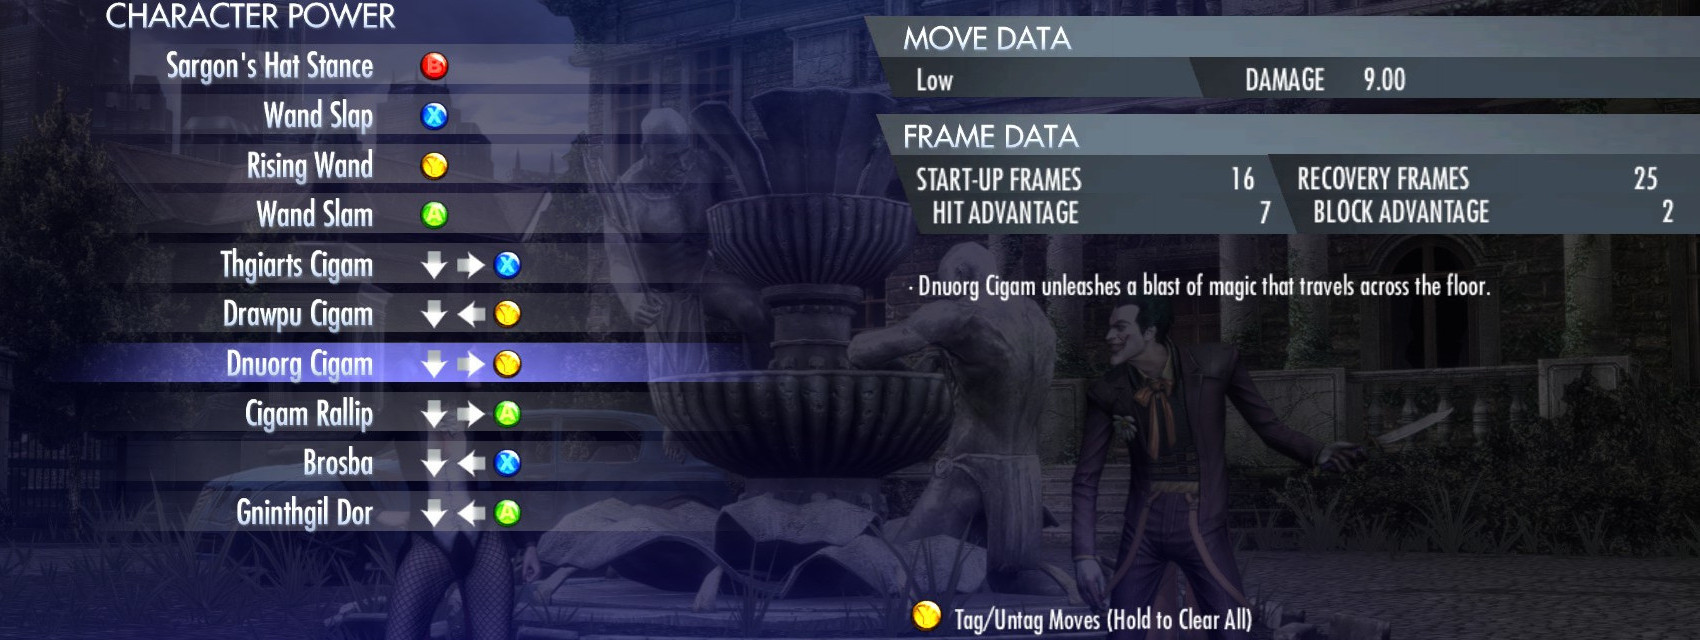 CHARACTER POWER
Sargon's Hat Stance B
Wand Slap X
Rising Wand Y
Wand Slam A
Thgiarts Cigam X
Drawpu Cigam Y
Dnuorg Cigam Y
Cigam Rallip A
Brosba X
Gninthgil Dor A
MOVE DATA
Low DAMAGE 9.00
FRAME DATA
START-UP FRAMES 16 RECOVERY FRAMES 25
HIT ADVANTAGE 7 BLOCK ADVANTAGE 2
· Dnuorg Cigam unleashes a blast of magic that travels across the floor.
Y Tag/Untag Moves (Hold to Clear All)